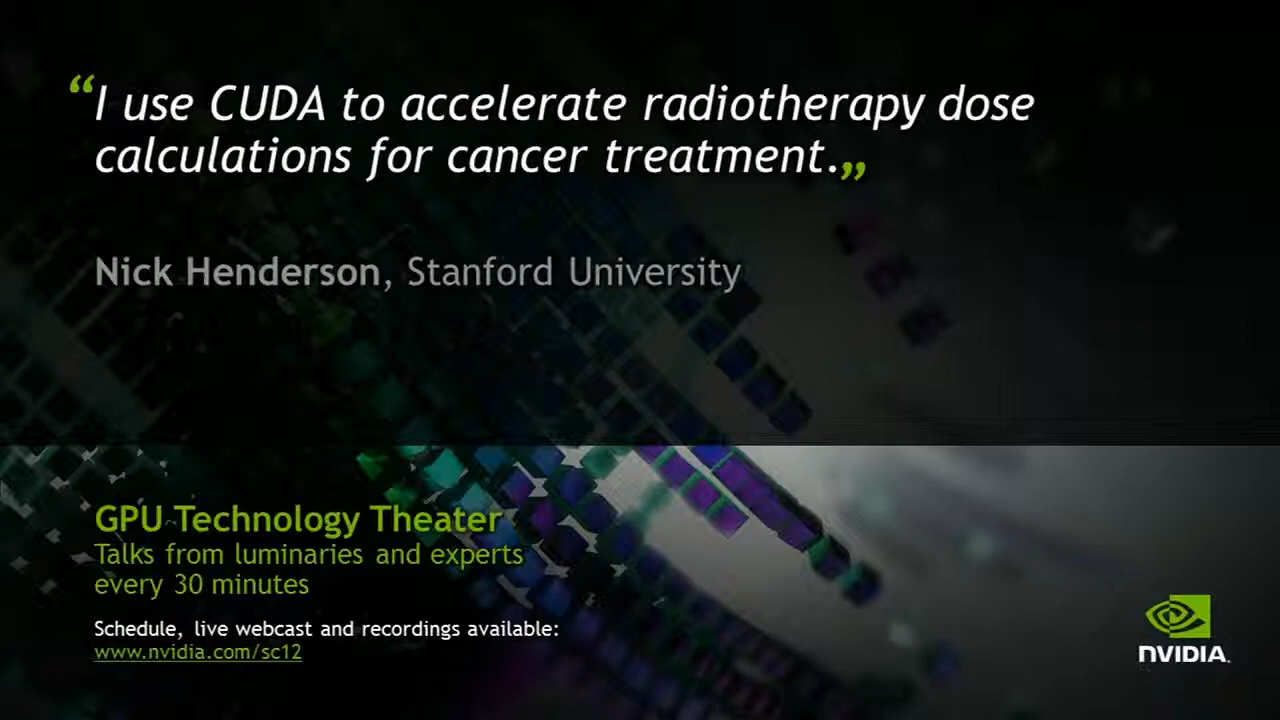 “I use CUDA to accelerate radiotherapy dose
calculations for cancer treatment.”
Nick Henderson, Stanford University
GPU Technology Theater
Talks from luminaries and experts
every 30 minutes
Schedule, live webcast and recordings available:
www.nvidia.com/sc12
NVIDIA.